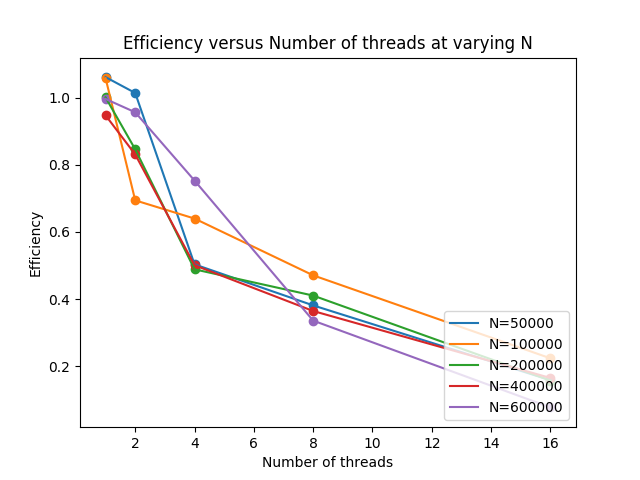 Efficiency versus Number of threads at varying N
Efficiency
1.0
0.8
0.6
0.4
0.2
N=50000
N=100000
N=200000
N=400000
N=600000
2 4 6 8 10 12 14 16
Number of threads